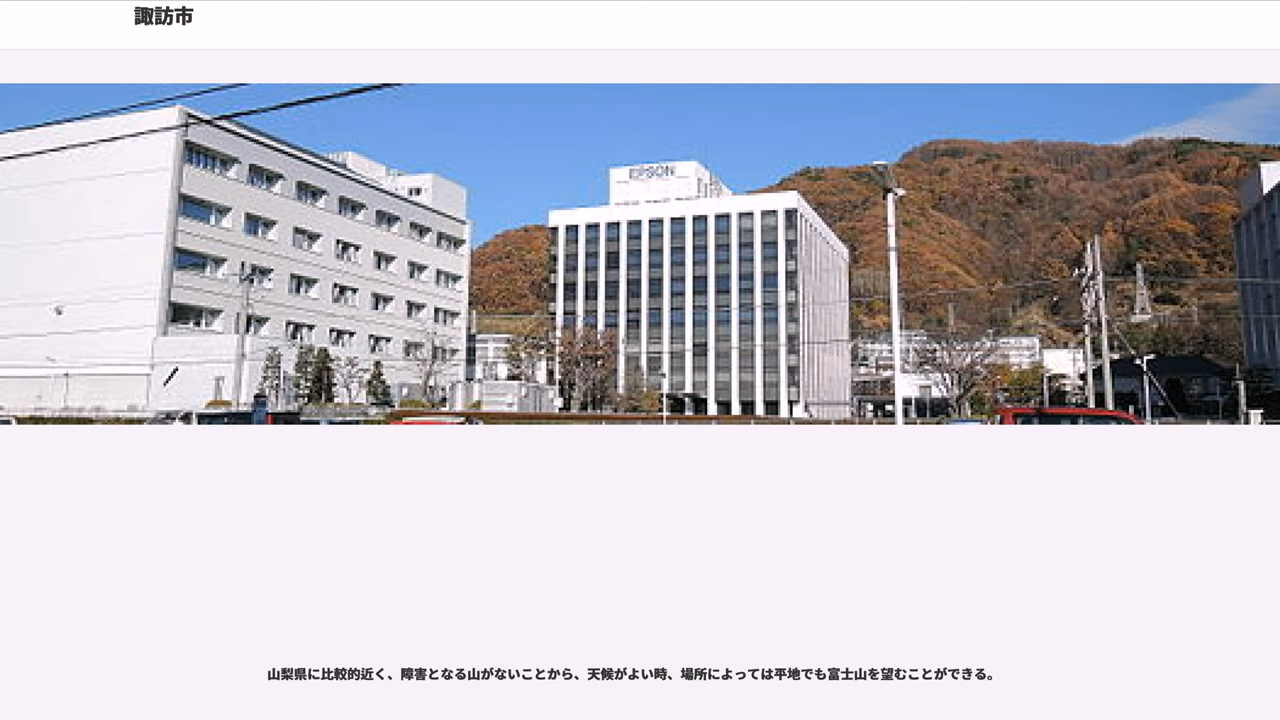 諏訪市
EPSON
山梨県に比較的近く、障害となる山がないことから、天候がよい時、場所によっては平地でも富士山を望むことができる。